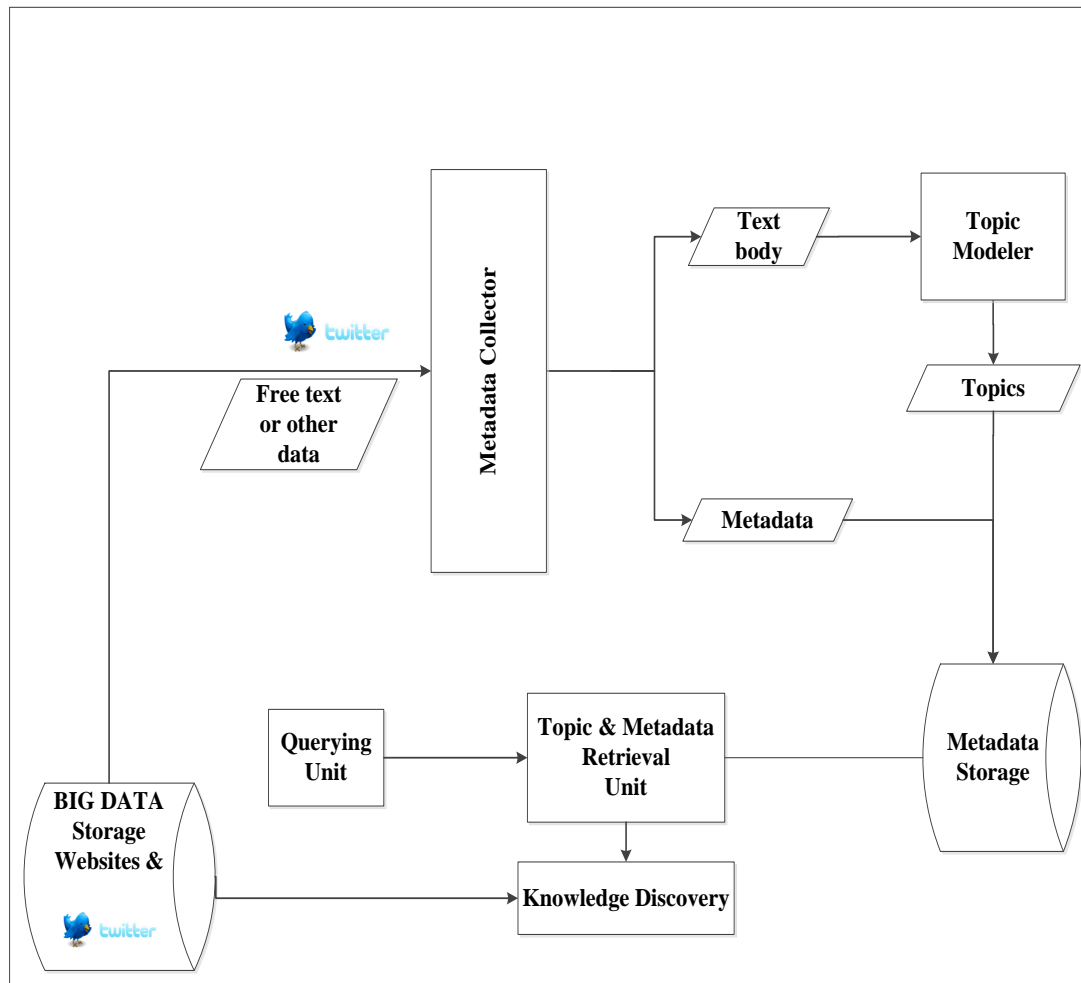 Text
body
Topic
Modeler
twitter
Metadata Collector
Free text
or other
data
Topics
Metadata
Querying
Unit
Topic & Metadata
Retrieval
Unit
Metadata
Storage
BIG DATA
Storage
Websites &
twitter
Knowledge Discovery